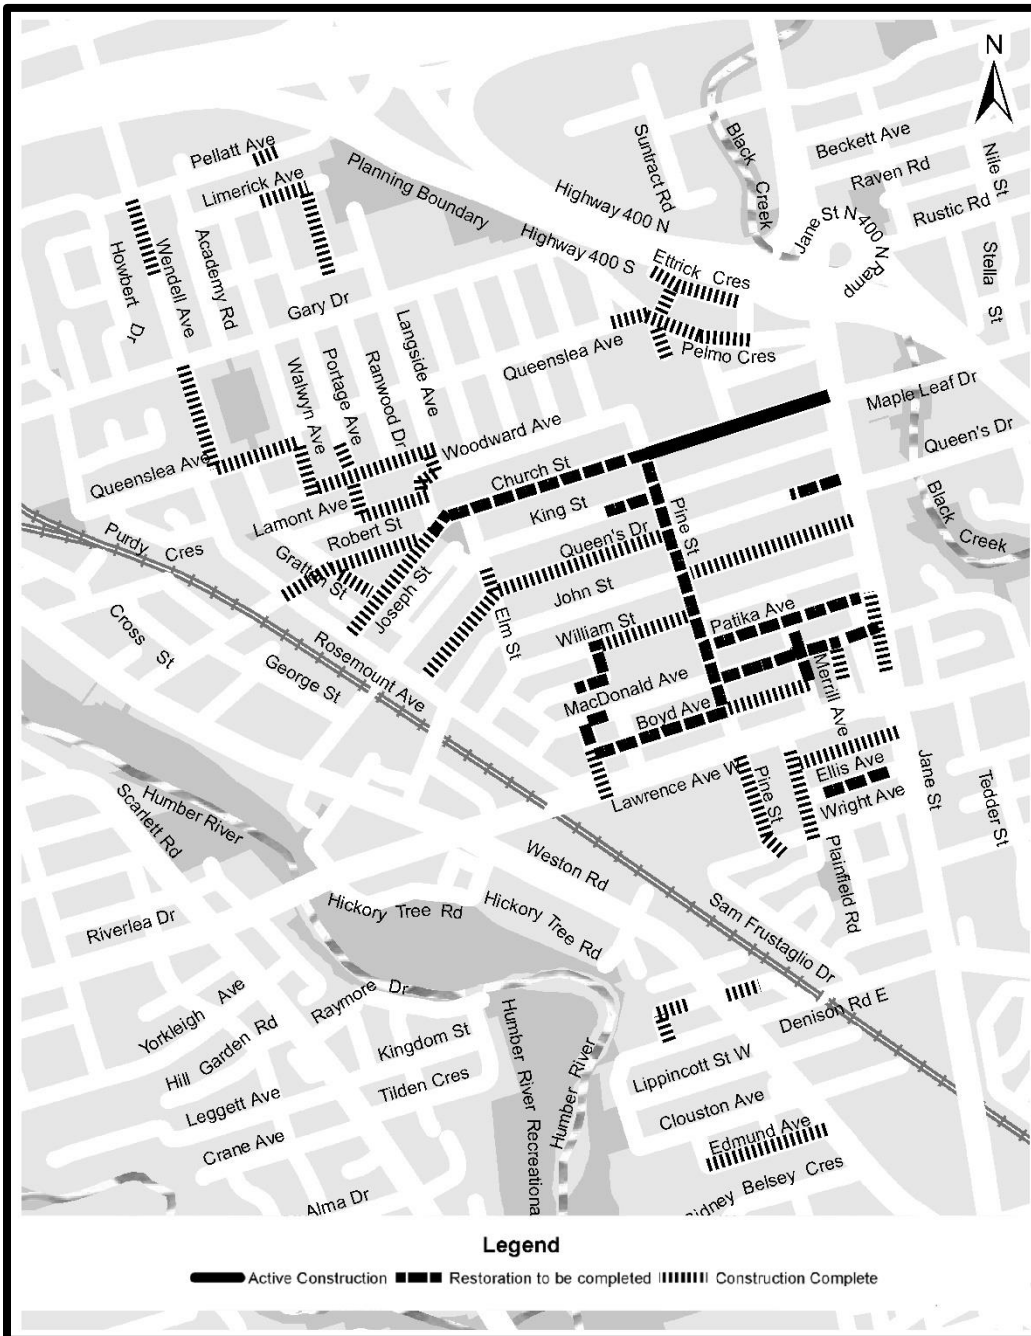 N
Pellatt Ave
Limerick Ave
Planning Boundary
Highway 400 N
Highway 400 S
Suntract Rd
Black Creek
Beckett Ave
Raven Rd
Rustic Rd
Nile St
Jane St N 400 N Ramp
Stella St
Howbert Dr
Wendell Ave
Academy Rd
Gary Dr
Ettrick Cres
Pelmo Cres
Queenslea Ave
Langside Ave
Ranwood Dr
Portage Ave
Walwyn Ave
Maple Leaf Dr
Queen's Dr
Black Creek
Woodward Ave
Queenslea Ave
Church St
King St
Queen's Dr
Pine St
Lamont Ave
Robert St
Purdy Cres
Grattan St
Joseph St
John St
Elm St
William St
Patika Ave
Cross St
George St
Rosemount Ave
MacDonald Ave
Merrill Ave
Boyd Ave
Lawrence Ave W
Pine St
Ellis Ave
Wright Ave
Jane St
Tedder St
Plainfield Rd
Humber River
Scarlett Rd
Weston Rd
Riverlea Dr
Hickory Tree Rd
Hickory Tree Rd
Sam Frustaglio Dr
Denison Rd E
Yorkleigh Ave
Hill Garden Rd
Raymore Dr
Kingdom St
Tilden Cres
Humber River Recreational
Humber River
Lippincott St W
Clouston Ave
Edmund Ave
Leggett Ave
Crane Ave
Alma Dr
idney Belsey Cres
Legend
Active Construction
Restoration to be completed
Construction Complete